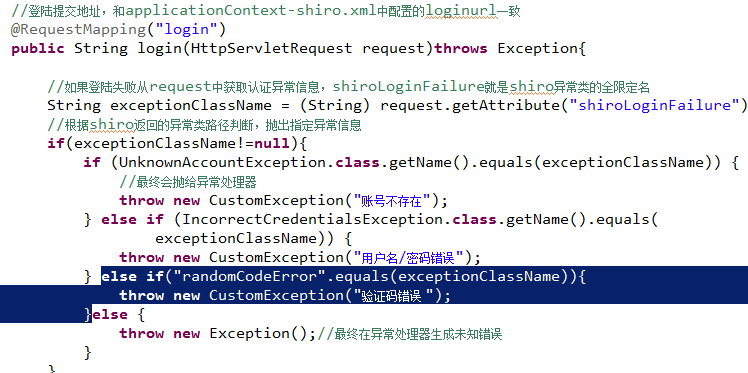 //登陆提交地址，和applicationContext-shiro.xml中配置的loginurl一致
@RequestMapping("login")
public String login(HttpServletRequest request)throws Exception{
//如果登陆失败从request中获取认证异常信息，shiroLoginFailure就是shiro异常类的全限定名
String exceptionClassName = (String) request.getAttribute("shiroLoginFailure")
//根据shiro返回的异常类路径判断，抛出指定异常信息
if(exceptionClassName!=null){
if (UnknownAccountException.class.getName().equals(exceptionClassName)) {
//最终会抛给异常处理器
throw new CustomException("账号不存在");
} else if (IncorrectCredentialsException.class.getName().equals(
exceptionClassName)) {
throw new CustomException("用户名/密码错误");
} else if("randomCodeError".equals(exceptionClassName)){
throw new CustomException("验证码错误 ");
}else {
throw new Exception();//最终在异常处理器生成未知错误
}
}